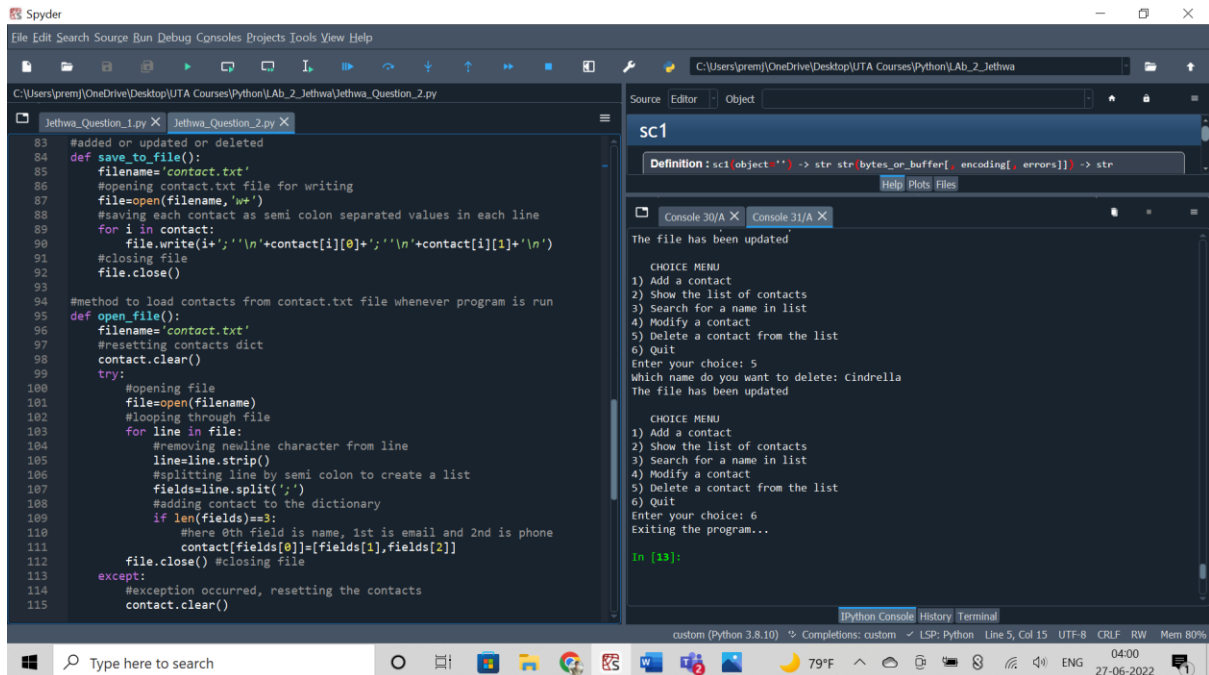 Spyder
File Edit Search Source Run Debug Consoles Projects Tools View Help
C:\Users\premj\OneDrive\Desktop\UTA Courses\Python\LAb_2_Jethwa
C:\Users\premj\OneDrive\Desktop\UTA Courses\Python\LAb_2_Jethwa\Jethwa_Question_2.py
Jethwa_Question_1.py Jethwa_Question_2.py
83 #added or updated or deleted
84 def save_to_file():
85     filename='contact.txt'
86     #opening contact.txt file for writing
87     file=open(filename,'w+')
88     #saving each contact as semi colon separated values in each line
89     for i in contact:
90         file.write(i+';''\n'+contact[i][0]+';''\n'+contact[i][1]+'\n')
91     #closing file
92     file.close()
93
94 #method to load contacts from contact.txt file whenever program is run
95 def open_file():
96     filename='contact.txt'
97     #resetting contacts dict
98     contact.clear()
99     try:
100         #opening file
101         file=open(filename)
102         #looping through file
103         for line in file:
104             #removing newline character from line
105             line=line.strip()
106             #splitting line by semi colon to create a list
107             fields=line.split(';')
108             #adding contact to the dictionary
109             if len(fields)==3:
110                 #here 0th field is name, 1st is email and 2nd is phone
111                 contact[fields[0]]=[fields[1],fields[2]]
112         file.close() #closing file
113     except:
114         #exception occurred, resetting the contacts
115         contact.clear()
Source Editor Object
sc1
Definition : sc1(object='') -> str str(bytes_or_buffer[, encoding[, errors]]) -> str
Help Plots Files
Console 30/A Console 31/A
The file has been updated
CHOICE MENU
1) Add a contact
2) Show the list of contacts
3) Search for a name in list
4) Modify a contact
5) Delete a contact from the list
6) Quit
Enter your choice: 5
Which name do you want to delete: Cindrella
The file has been updated
CHOICE MENU
1) Add a contact
2) Show the list of contacts
3) Search for a name in list
4) Modify a contact
5) Delete a contact from the list
6) Quit
Enter your choice: 6
Exiting the program...
In [13]:
IPython Console History Terminal
custom (Python 3.8.10) Completions: custom LSP: Python Line 5, Col 15 UTF-8 CRLF RW Mem 80%
Type here to search
79°F
ENG
04:00
27-06-2022